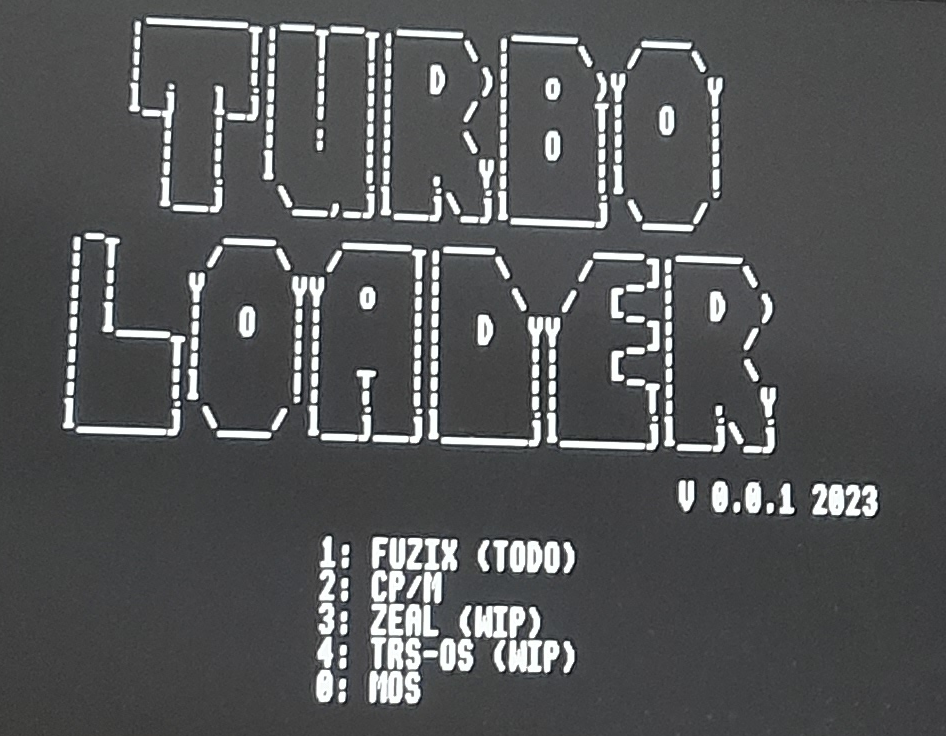 TURBO
LOADER
V 0.0.1 2023
1: FUZIX (TODO)
2: CP/M
3: ZEAL (WIP)
4: TRS-OS (WIP)
0: MOS